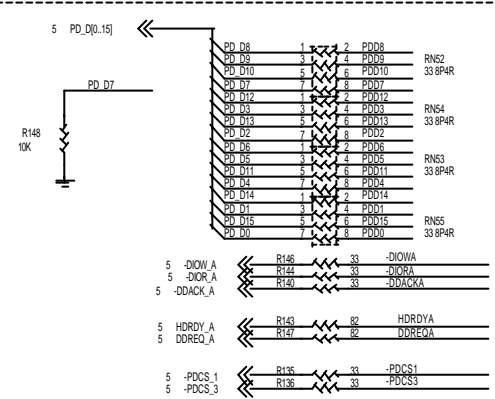 5 PD_D[0..15]
PD_D8 1 2 PDD8
PD_D9 3 4 PDD9 RN52
PD_D10 5 6 PDD10 33 8P4R
PD_D7 PD_D7 7 8 PDD7
PD_D12 1 2 PDD12
PD_D3 3 4 PDD3 RN54
PD_D13 5 6 PDD13 33 8P4R
R148 PD_D2 7 8 PDD2
10K PD_D6 1 2 PDD6
PD_D5 3 4 PDD5 RN53
PD_D11 5 6 PDD11 33 8P4R
PD_D4 7 8 PDD4
PD_D14 1 2 PDD14
PD_D1 3 4 PDD1
PD_D15 5 6 PDD15 RN55
PD_D0 7 8 PDD0 33 8P4R
5 -DIOW_A R146 33 -DIOWA
5 -DIOR_A R144 33 -DIORA
5 -DDACK_A R140 33 -DDACKA
5 HDRDY_A R143 82 HDRDYA
5 DDREQ_A R147 82 DDREQA
5 -PDCS_1 R135 33 -PDCS1
5 -PDCS_3 R136 33 -PDCS3